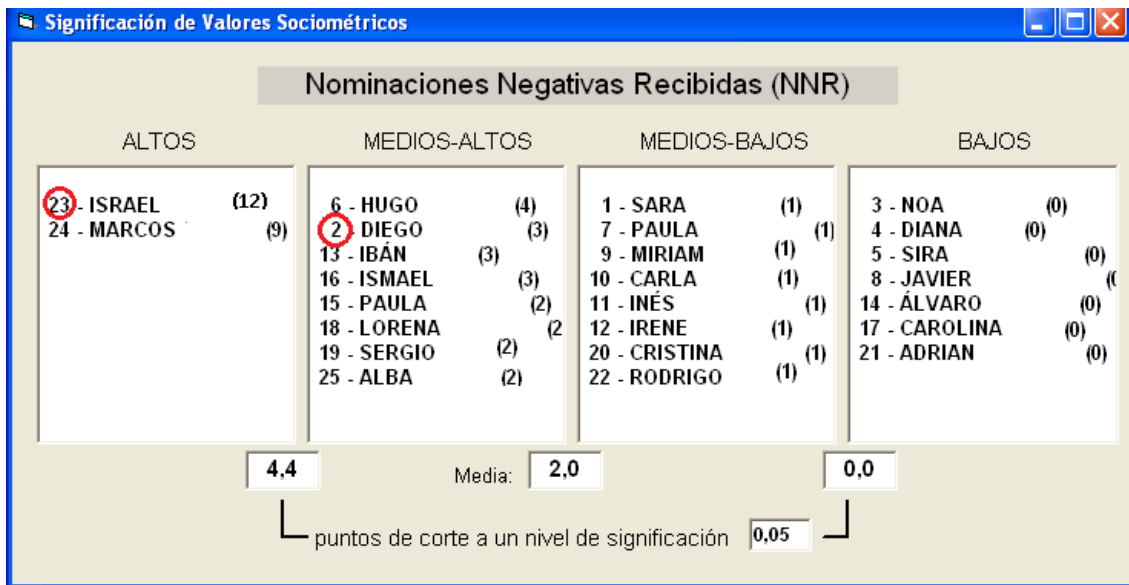 Significación de Valores Sociométricos
Nominaciones Negativas Recibidas (NNR)
ALTOS
23 - ISRAEL (12)
24 - MARCOS (9)
MEDIOS-ALTOS
6 - HUGO (4)
2 - DIEGO (3)
13 - IBÁN (3)
16 - ISMAEL (3)
15 - PAULA (2)
18 - LORENA (2
19 - SERGIO (2)
25 - ALBA (2)
MEDIOS-BAJOS
1 - SARA (1)
7 - PAULA (1)
9 - MIRIAM (1)
10 - CARLA (1)
11 - INÉS (1)
12 - IRENE (1)
20 - CRISTINA (1)
22 - RODRIGO (1)
BAJOS
3 - NOA (0)
4 - DIANA (0)
5 - SIRA (0)
8 - JAVIER
14 - ÁLVARO (0)
17 - CAROLINA (0)
21 - ADRIAN (0)
4,4
Media: 2,0
0,0
puntos de corte a un nivel de significación 0,05